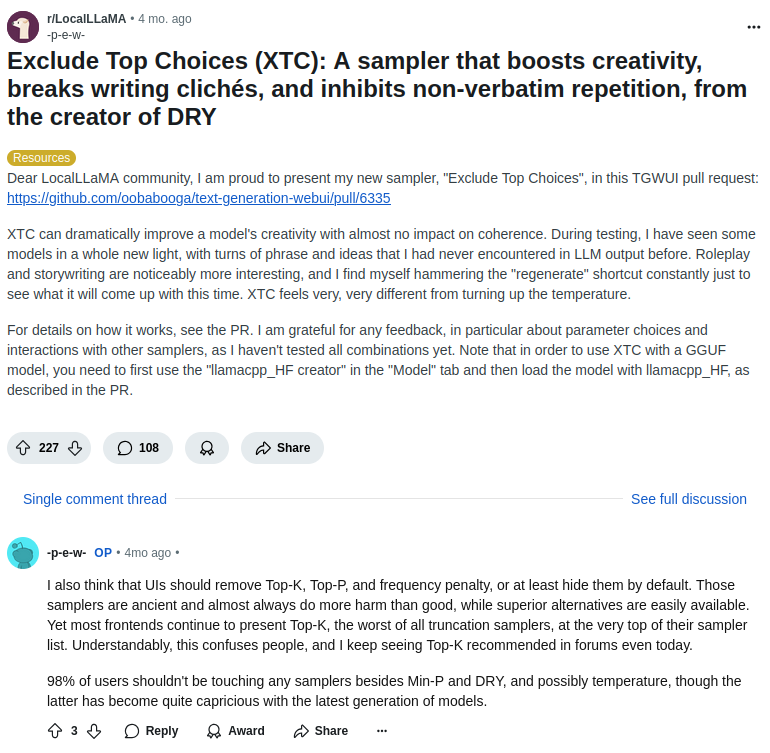 r/LocalLLaMA • 4 mo. ago
-p-e-w-
Exclude Top Choices (XTC): A sampler that boosts creativity,
breaks writing clichés, and inhibits non-verbatim repetition, from
the creator of DRY
Resources
Dear LocalLLaMA community, I am proud to present my new sampler, "Exclude Top Choices", in this TGWUI pull request:
https://github.com/oobabooga/text-generation-webui/pull/6335
XTC can dramatically improve a model's creativity with almost no impact on coherence. During testing, I have seen some
models in a whole new light, with turns of phrase and ideas that I had never encountered in LLM output before. Roleplay
and storywriting are noticeably more interesting, and I find myself hammering the "regenerate" shortcut constantly just to
see what it will come up with this time. XTC feels very, very different from turning up the temperature.
For details on how it works, see the PR. I am grateful for any feedback, in particular about parameter choices and
interactions with other samplers, as I haven't tested all combinations yet. Note that in order to use XTC with a GGUF
model, you need to first use the "llamacpp_HF creator" in the "Model" tab and then load the model with llamacpp_HF, as
described in the PR.
227 108 Share
Single comment thread See full discussion
-p-e-w- OP • 4mo ago •
I also think that UIs should remove Top-K, Top-P, and frequency penalty, or at least hide them by default. Those
samplers are ancient and almost always do more harm than good, while superior alternatives are easily available.
Yet most frontends continue to present Top-K, the worst of all truncation samplers, at the very top of their sampler
list. Understandably, this confuses people, and I keep seeing Top-K recommended in forums even today.
98% of users shouldn't be touching any samplers besides Min-P and DRY, and possibly temperature, though the
latter has become quite capricious with the latest generation of models.
3 Reply Award Share